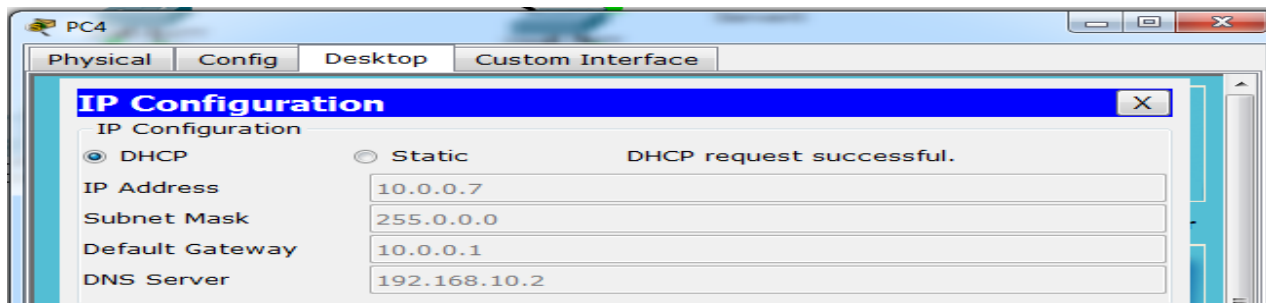 PC4
Physical Config Desktop Custom Interface
IP Configuration X
IP Configuration
DHCP Static DHCP request successful.
IP Address 10.0.0.7
Subnet Mask 255.0.0.0
Default Gateway 10.0.0.1
DNS Server 192.168.10.2